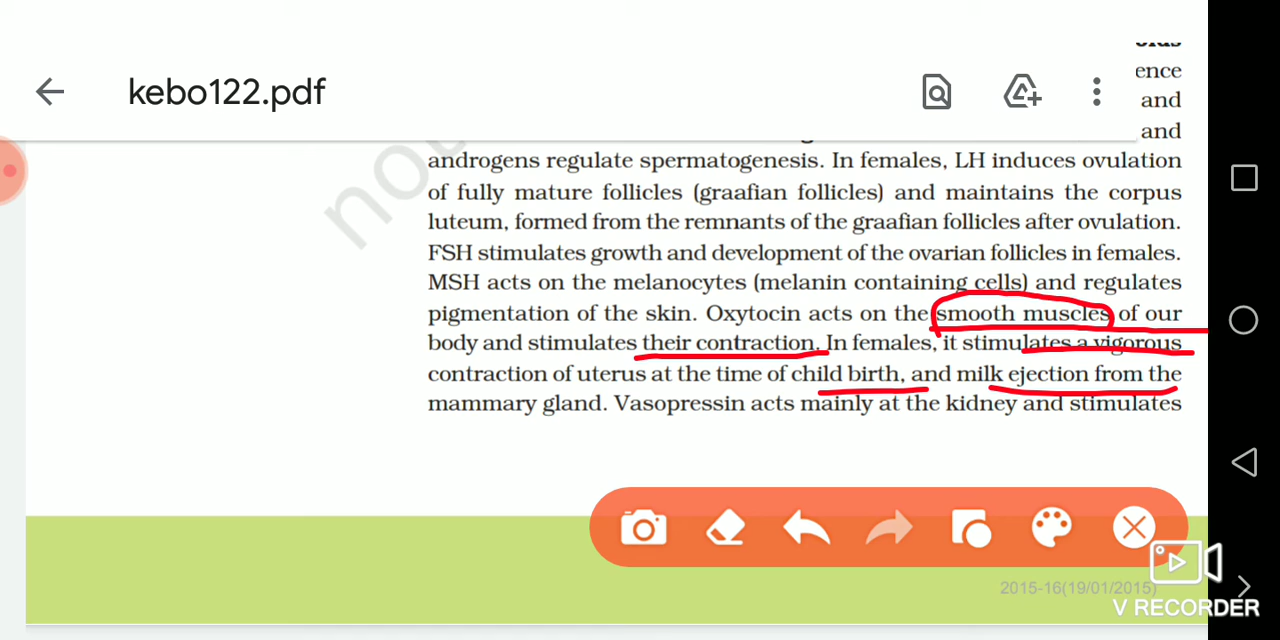 kebo122.pdf
ence
and
and
androgens regulate spermatogenesis. In females, LH induces ovulation
of fully mature follicles (graafian follicles) and maintains the corpus
luteum, formed from the remnants of the graafian follicles after ovulation.
FSH stimulates growth and development of the ovarian follicles in females.
MSH acts on the melanocytes (melanin containing cells) and regulates
pigmentation of the skin. Oxytocin acts on the smooth muscles of our
body and stimulates their contraction. In females, it stimulates a vigorous
contraction of uterus at the time of child birth, and milk ejection from the
mammary gland. Vasopressin acts mainly at the kidney and stimulates
not
2015-16(19/01/2015)
V RECORDER